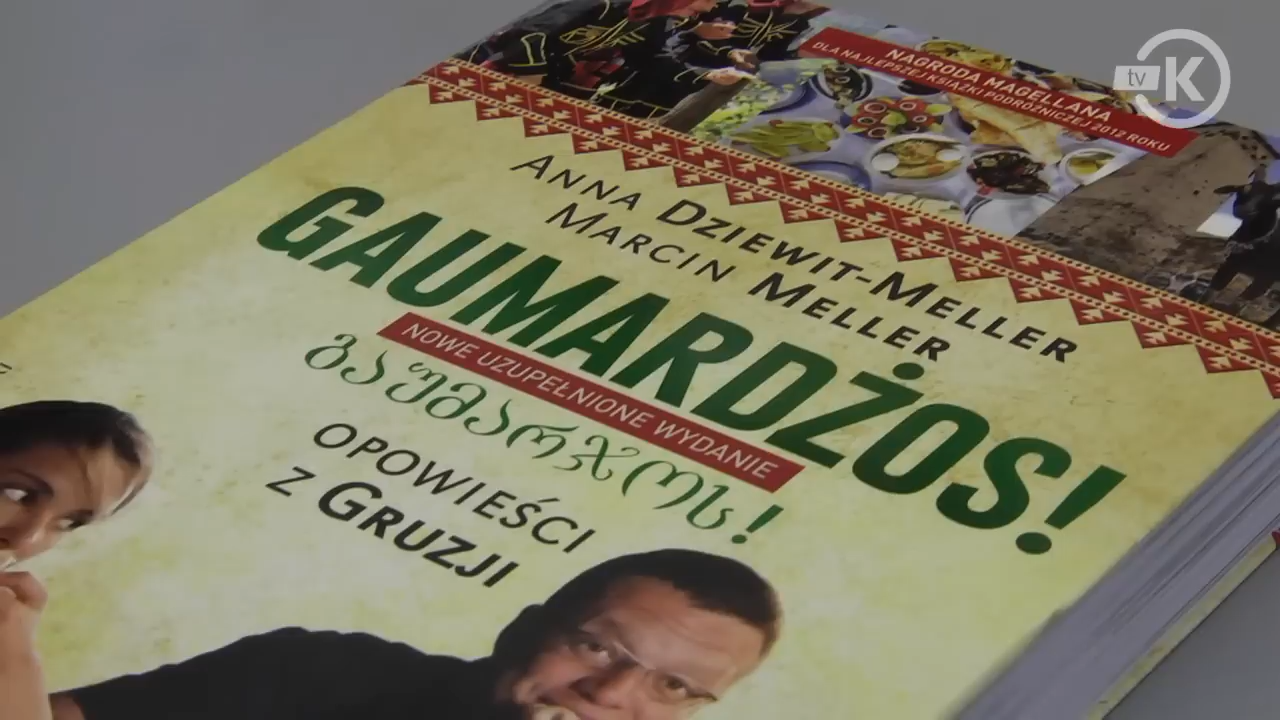 NAGRODA MAGELLANA
DLA NAJLEPSZEJ KSIĄŻKI PODRÓŻNICZEJ 2012 ROKU
tv K
ANNA DZIEWIT-MELLER
MARCIN MELLER
GAUMARDŻOS!
NOWE UZUPEŁNIONE WYDANIE
გაუმარჯოს!
OPOWIEŚCI
Z GRUZJI